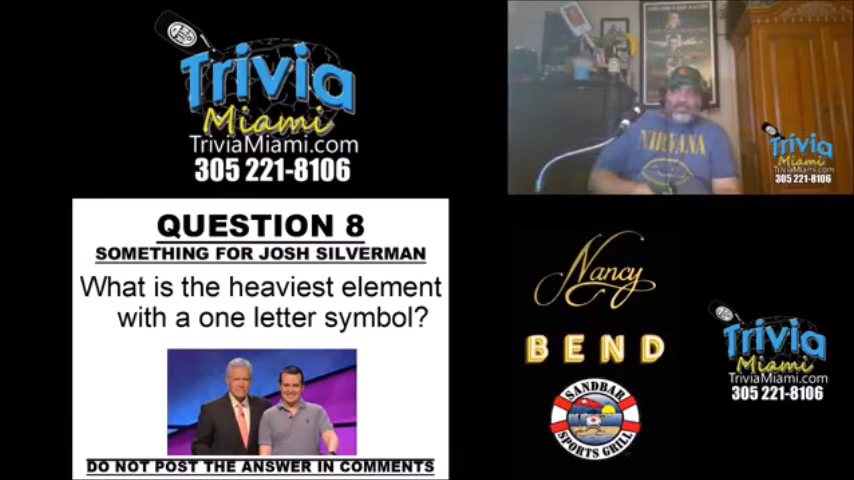 Trivia
Miami
TriviaMiami.com
305 221-8106
NIRVANA
Trivia
Miami
TriviaMiami.com
305 221-8106
QUESTION 8
SOMETHING FOR JOSH SILVERMAN
What is the heaviest element
with a one letter symbol?
DO NOT POST THE ANSWER IN COMMENTS
Nancy
BEND
SANDBAR
SPORTS GRILL
Trivia
Miami
TriviaMiami.com
305 221-8106